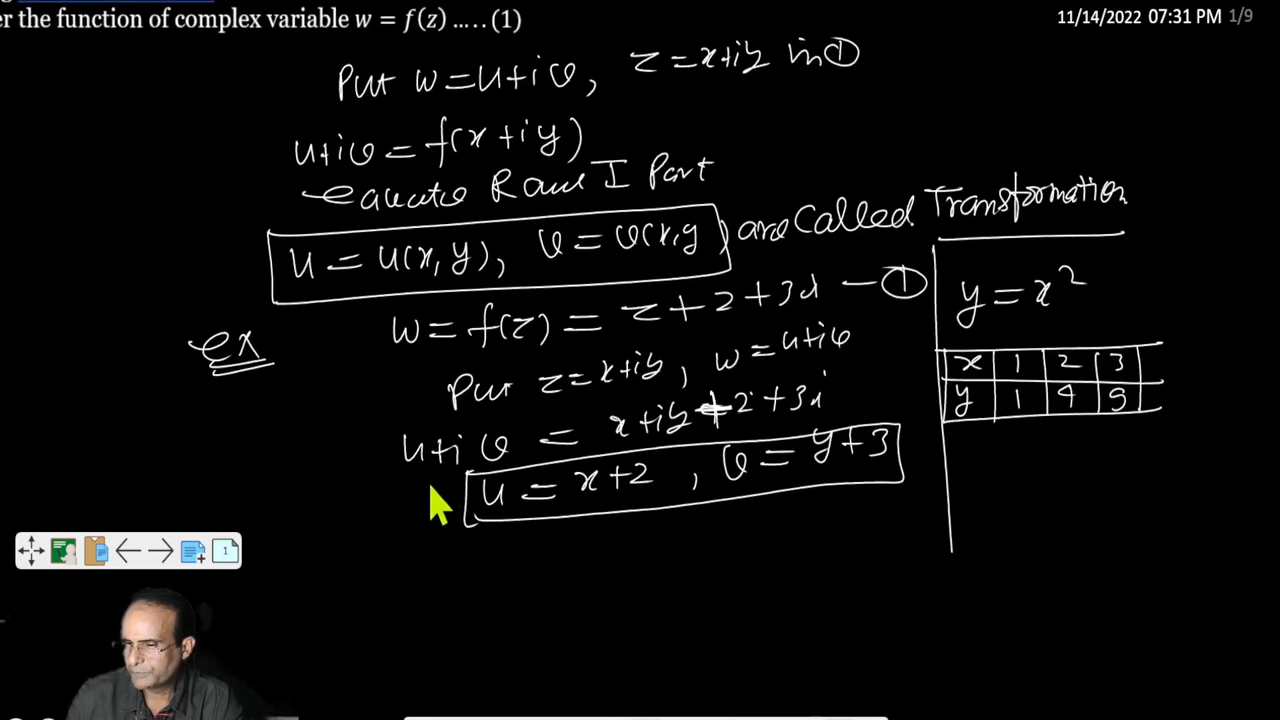 er the function of complex variable w = f(z) .....(1)
11/14/2022 07:31 PM 1/9
Put w=u+iv, z=x+iy in ①
u+iv = f(x+iy)
equate R and I Part
u = u(x,y), v = v(x,y) are Called Transformation
ex w = f(z) = z+2+3i — ①
Put z=x+iy, w=u+iv
u+iv = x+iy+2+3i
u = x+2, v = y+3
y = x²
x 1 2 3
y 1 4 9
1